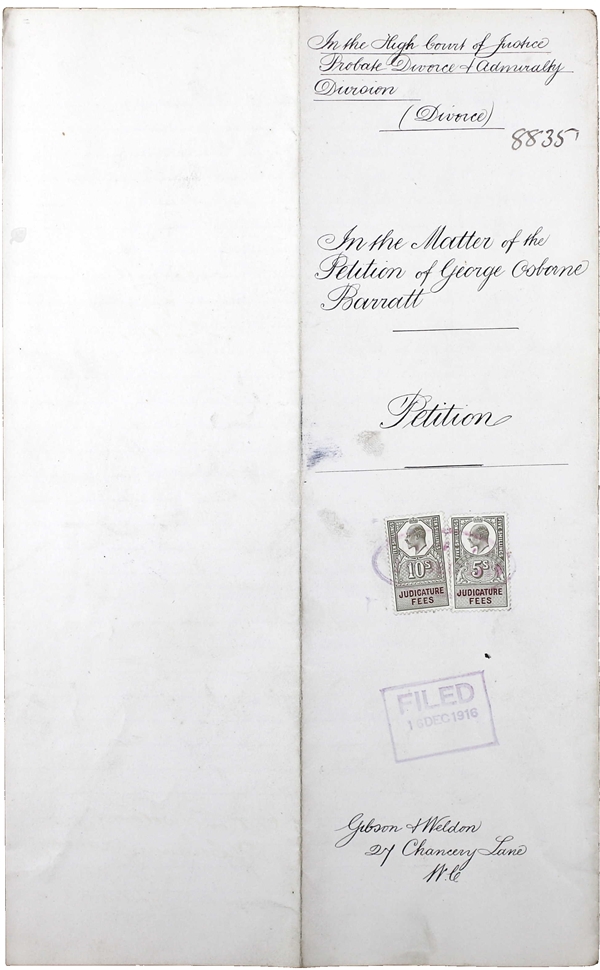 In the High Court of Justice
Probate Divorce & Admiralty
Division
(Divorce)
8835
In the Matter of the
Petition of George Osborne
Barratt
Petition
10s 5s
JUDICATURE FEES JUDICATURE FEES
FILED
DEC 1916
Gibson & Weldon
27 Chancery Lane
W.C